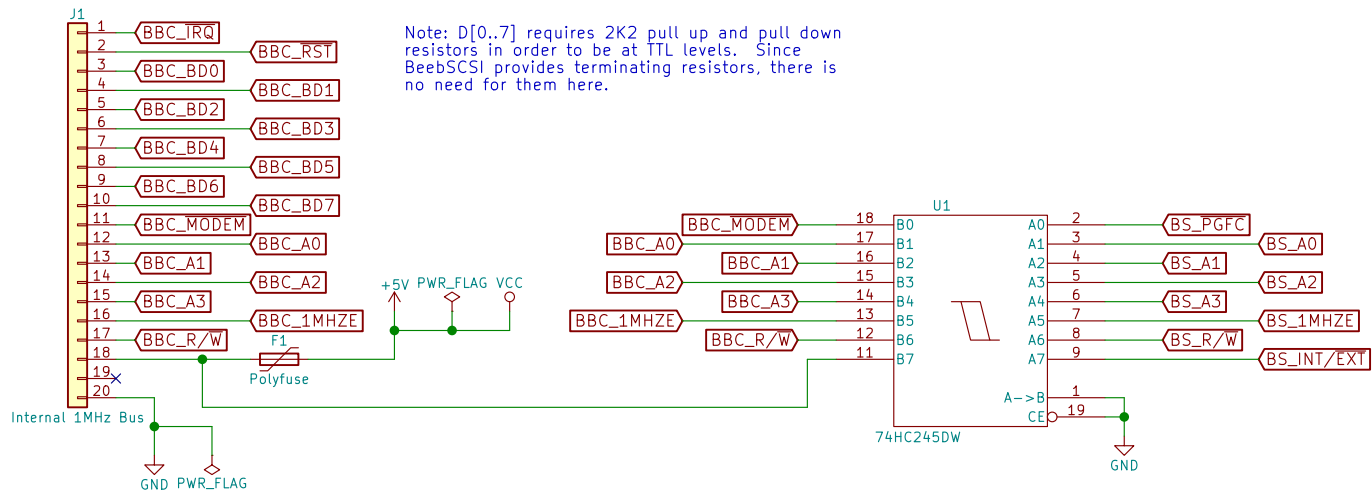 J1
1 BBC_IRQ
2 BBC_RST
3 BBC_BD0
4 BBC_BD1
5 BBC_BD2
6 BBC_BD3
7 BBC_BD4
8 BBC_BD5
9 BBC_BD6
10 BBC_BD7
11 BBC_MODEM
12 BBC_A0
13 BBC_A1
14 BBC_A2
15 BBC_A3
16 BBC_1MHZE
17 BBC_R/W
18
19
20
Internal 1MHz Bus
GND PWR_FLAG
F1
Polyfuse
+5V PWR_FLAG VCC
Note: D[0..7] requires 2K2 pull up and pull down
resistors in order to be at TTL levels. Since
BeebSCSI provides terminating resistors, there is
no need for them here.
U1
BBC_MODEM 18 B0 A0 2 BS_PGFC
BBC_A0 17 B1 A1 3 BS_A0
BBC_A1 16 B2 A2 4 BS_A1
BBC_A2 15 B3 A3 5 BS_A2
BBC_A3 14 B4 A4 6 BS_A3
BBC_1MHZE 13 B5 A5 7 BS_1MHZE
BBC_R/W 12 B6 A6 8 BS_R/W
11 B7 A7 9 BS_INT/EXT
A->B 1
CE 19
74HC245DW
GND